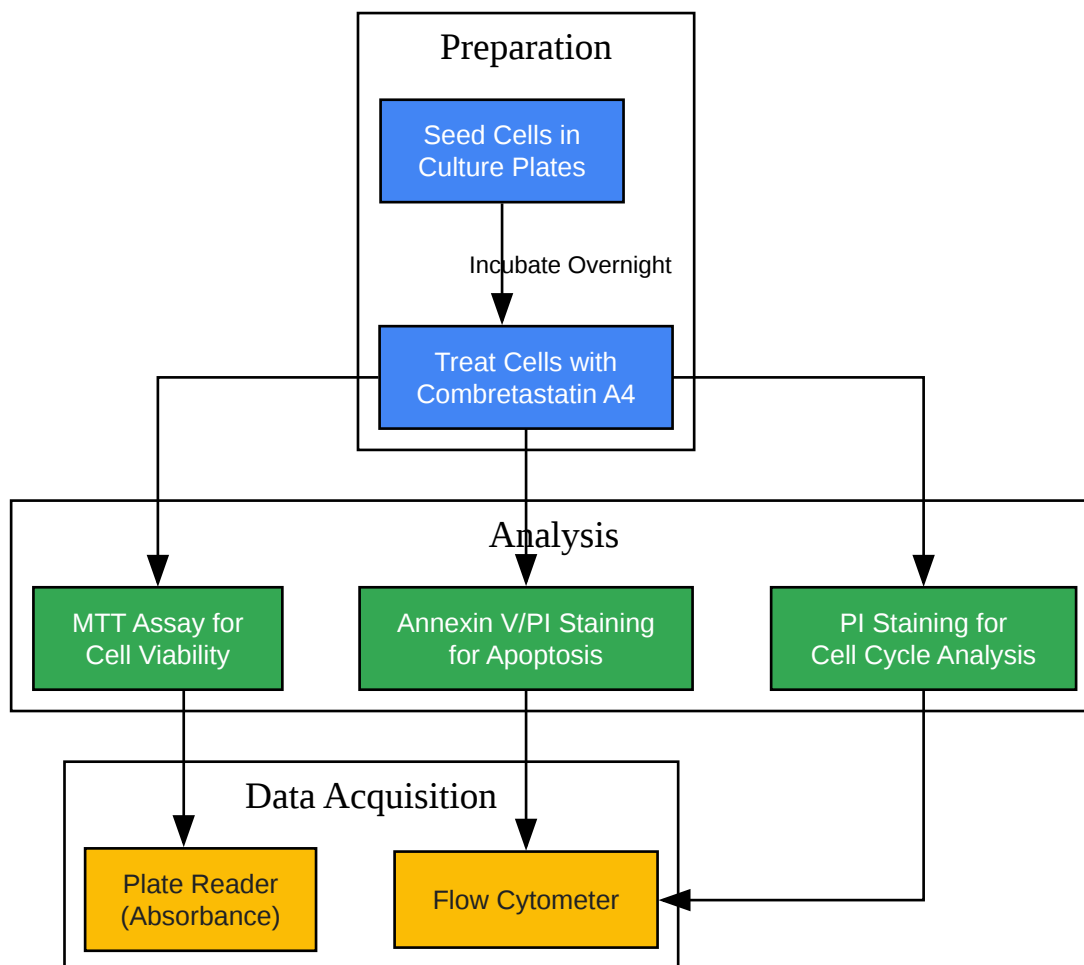 Preparation
Seed Cells in
Culture Plates
Incubate Overnight
Treat Cells with
Combretastatin A4
Analysis
MTT Assay for
Cell Viability
Annexin V/PI Staining
for Apoptosis
PI Staining for
Cell Cycle Analysis
Data Acquisition
Plate Reader
(Absorbance)
Flow Cytometer